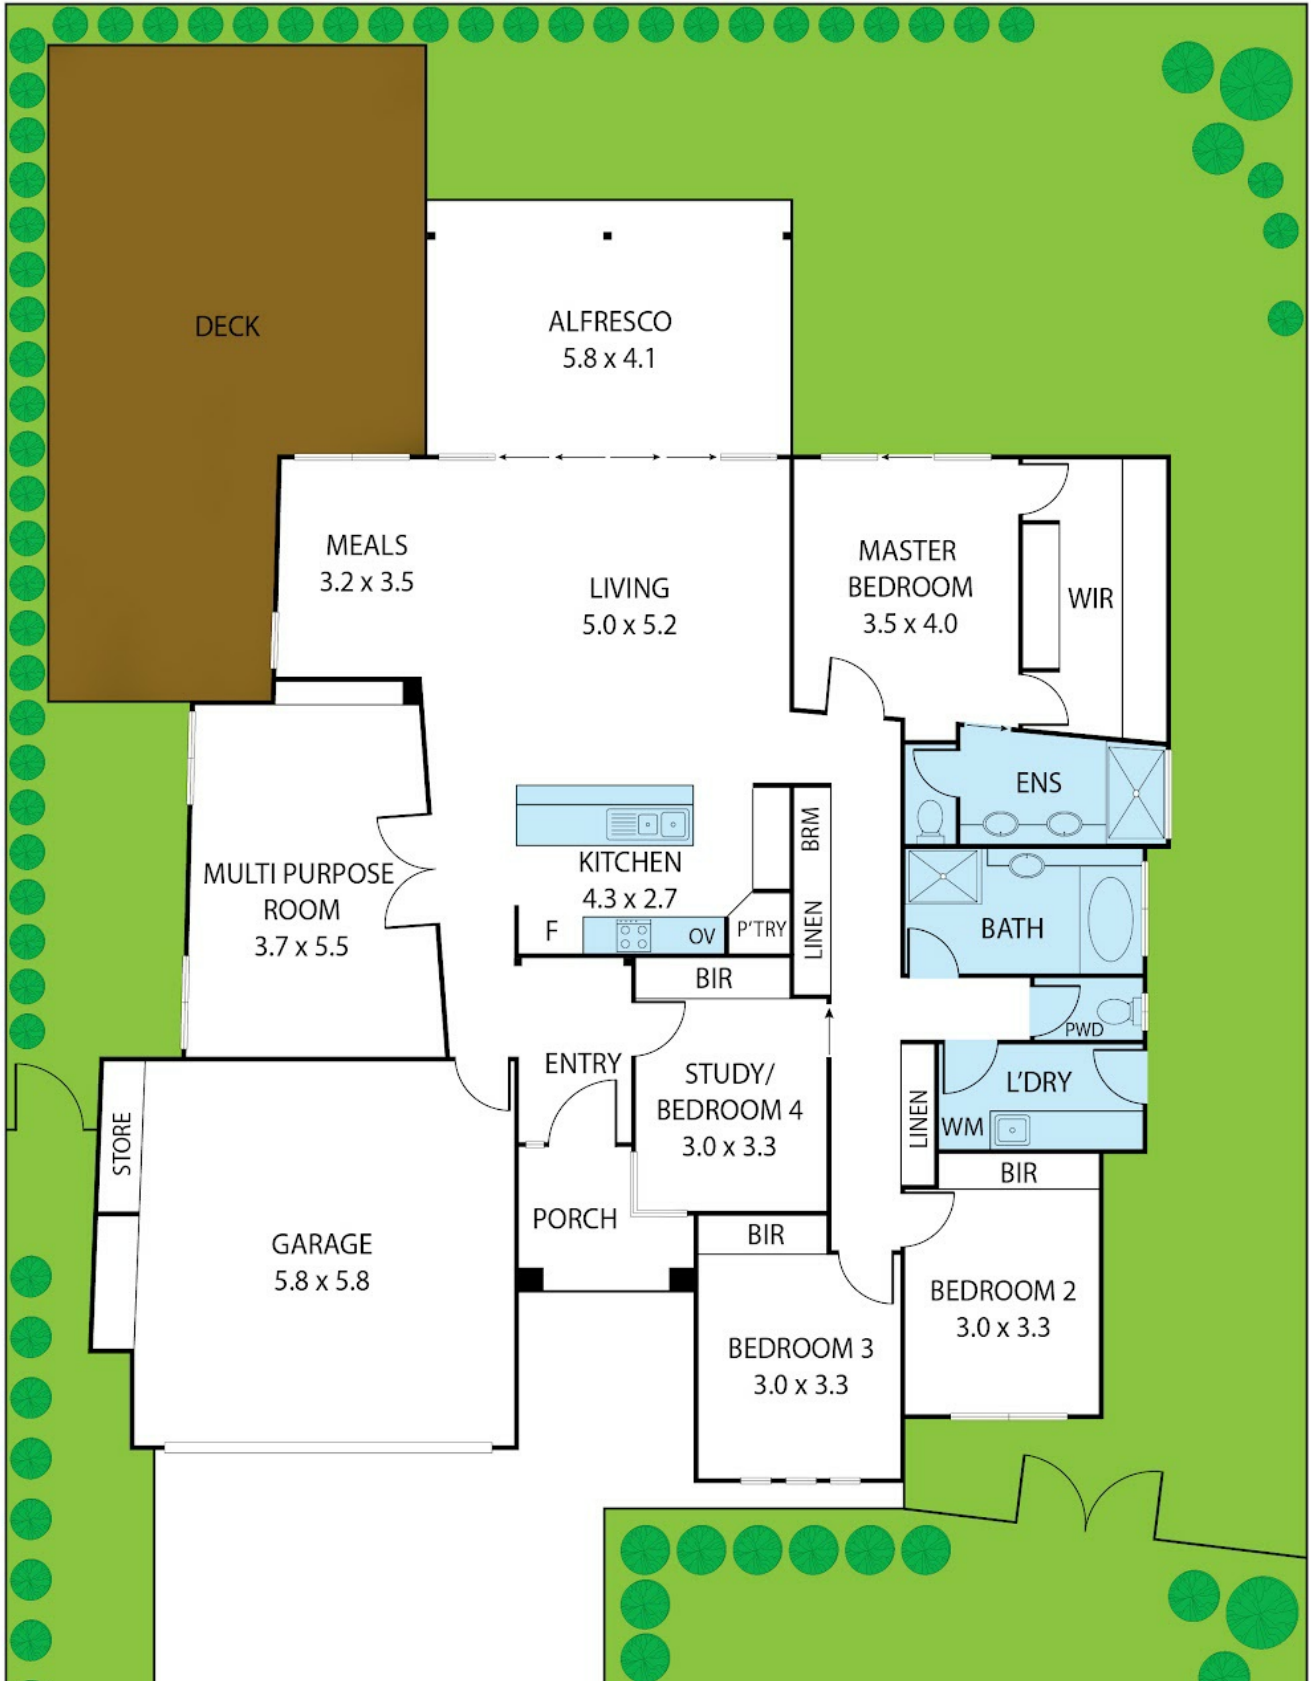 DECK
ALFRESCO
5.8 x 4.1
MEALS
3.2 x 3.5
LIVING
5.0 x 5.2
MASTER
BEDROOM
3.5 x 4.0
WIR
ENS
KITCHEN
4.3 x 2.7
F
OV
P'TRY
BRM
LINEN
MULTI PURPOSE
ROOM
3.7 x 5.5
BATH
BIR
PWD
ENTRY
STUDY/
BEDROOM 4
3.0 x 3.3
L'DRY
WM
LINEN
STORE
BIR
PORCH
BIR
GARAGE
5.8 x 5.8
BEDROOM 2
3.0 x 3.3
BEDROOM 3
3.0 x 3.3